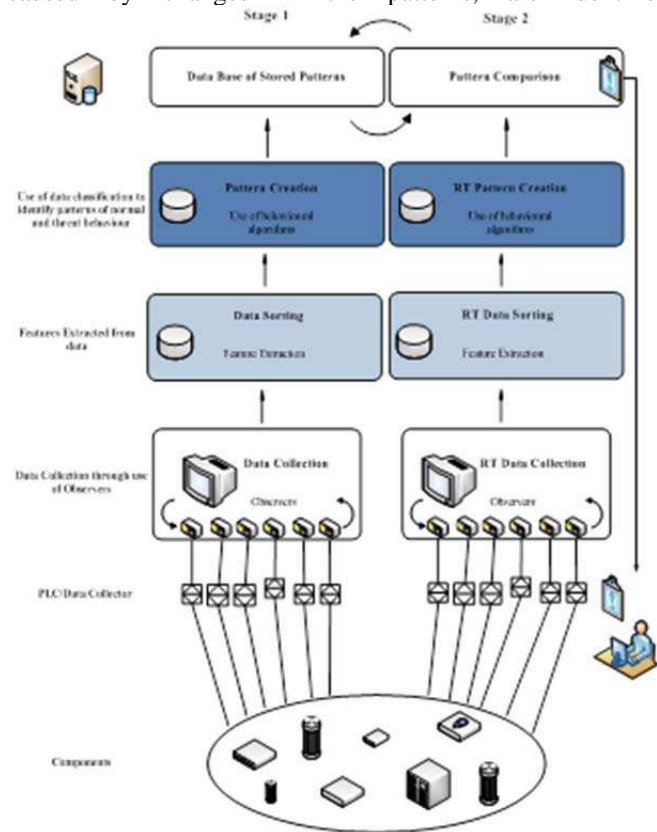 Stage 1
Stage 2
Data Base of Stored Patterns
Pattern Comparison
Use of data classification to
identify patterns of normal
and threat behaviour
Pattern Creation
Use of behavioural
algorithms
RT Pattern Creation
Use of behavioural
algorithms
Features Extracted from
data
Data Sorting
Feature Extraction
RT Data Sorting
Feature Extraction
Data Collection through use
of Observers
Data Collection
Observers
RT Data Collection
Observers
PLC/Data Collector
Components